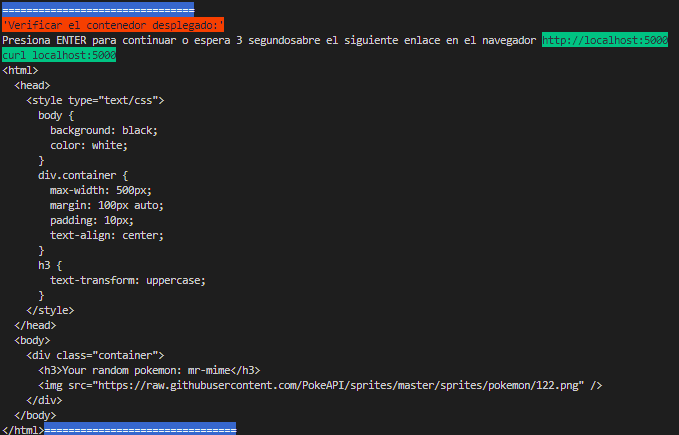 ================================
'Verificar el contenedor desplegado:'
Presiona ENTER para continuar o espera 3 segundosabre el siguiente enlace en el navegador http://localhost:5000
curl localhost:5000
<html>
  <head>
    <style type="text/css">
      body {
        background: black;
        color: white;
      }
      div.container {
        max-width: 500px;
        margin: 100px auto;
        padding: 10px;
        text-align: center;
      }
      h3 {
        text-transform: uppercase;
      }
    </style>
  </head>
  <body>
    <div class="container">
      <h3>Your random pokemon: mr-mime</h3>
      <img src="https://raw.githubusercontent.com/PokeAPI/sprites/master/sprites/pokemon/122.png" />
    </div>
  </body>
</html>================================